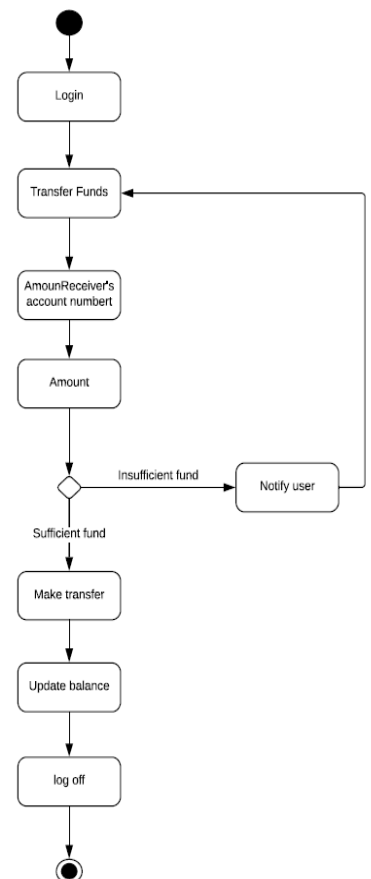 Login
Transfer Funds
AmounReceiver's
account numbert
Amount
Insufficient fund
Notify user
Sufficient fund
Make transfer
Update balance
log off